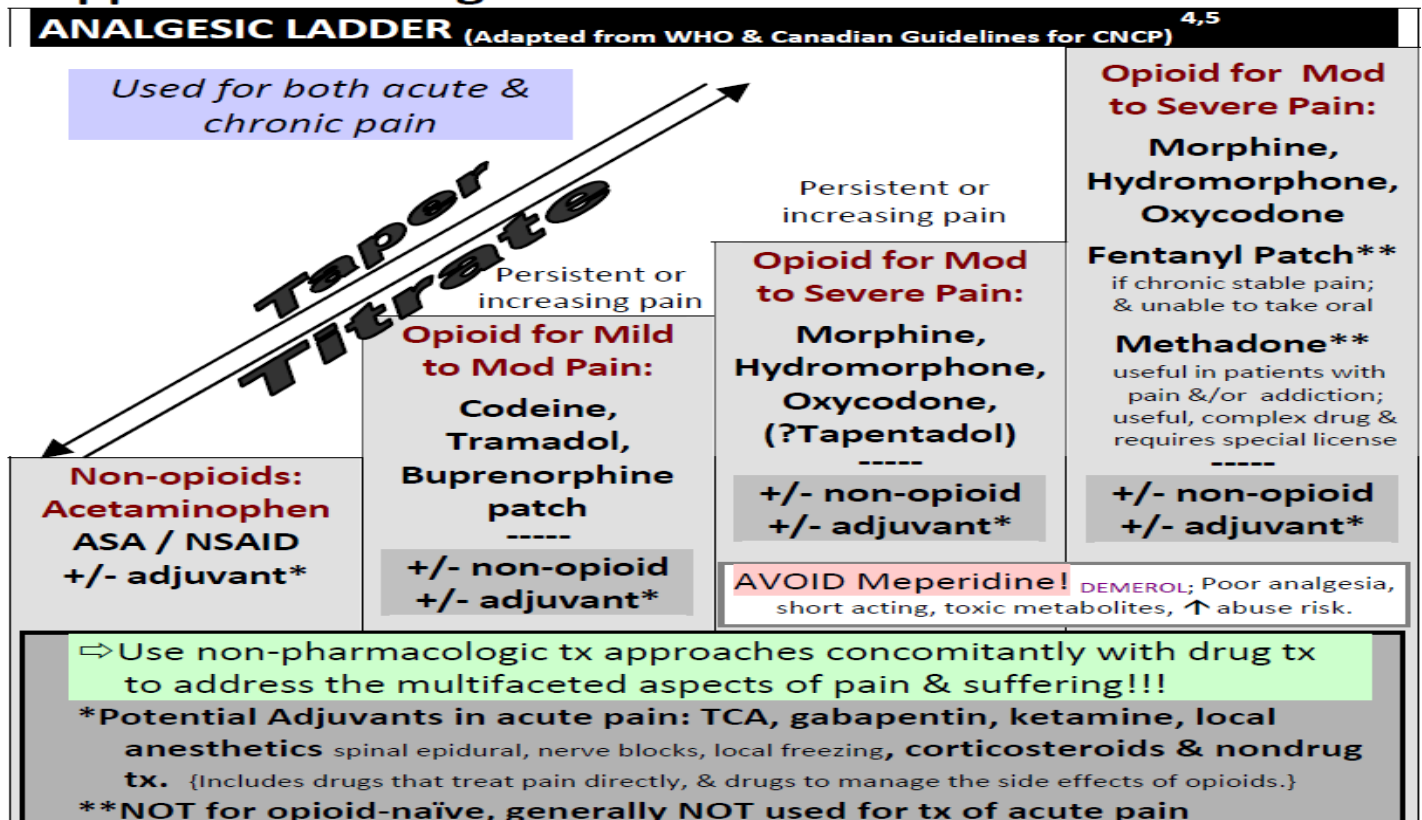 ANALGESIC LADDER (Adapted from WHO & Canadian Guidelines for CNCP) 4,5
Used for both acute &
chronic pain
Taper
Titrate
Non-opioids:
Acetaminophen
ASA / NSAID
+/- adjuvant*
Persistent or
increasing pain
Opioid for Mild
to Mod Pain:
Codeine,
Tramadol,
Buprenorphine
patch
-----
+/- non-opioid
+/- adjuvant*
Persistent or
increasing pain
Opioid for Mod
to Severe Pain:
Morphine,
Hydromorphone,
Oxycodone,
(?Tapentadol)
-----
+/- non-opioid
+/- adjuvant*
Opioid for Mod
to Severe Pain:
Morphine,
Hydromorphone,
Oxycodone
Fentanyl Patch**
if chronic stable pain;
& unable to take oral
Methadone**
useful in patients with
pain &/or addiction;
useful, complex drug &
requires special license
-----
+/- non-opioid
+/- adjuvant*
AVOID Meperidine! DEMEROL; Poor analgesia,
short acting, toxic metabolites, ↑ abuse risk.
⇨Use non-pharmacologic tx approaches concomitantly with drug tx
to address the multifaceted aspects of pain & suffering!!!
*Potential Adjuvants in acute pain: TCA, gabapentin, ketamine, local
anesthetics spinal epidural, nerve blocks, local freezing, corticosteroids & nondrug
tx. {Includes drugs that treat pain directly, & drugs to manage the side effects of opioids.}
**NOT for opioid-naïve, generally NOT used for tx of acute pain